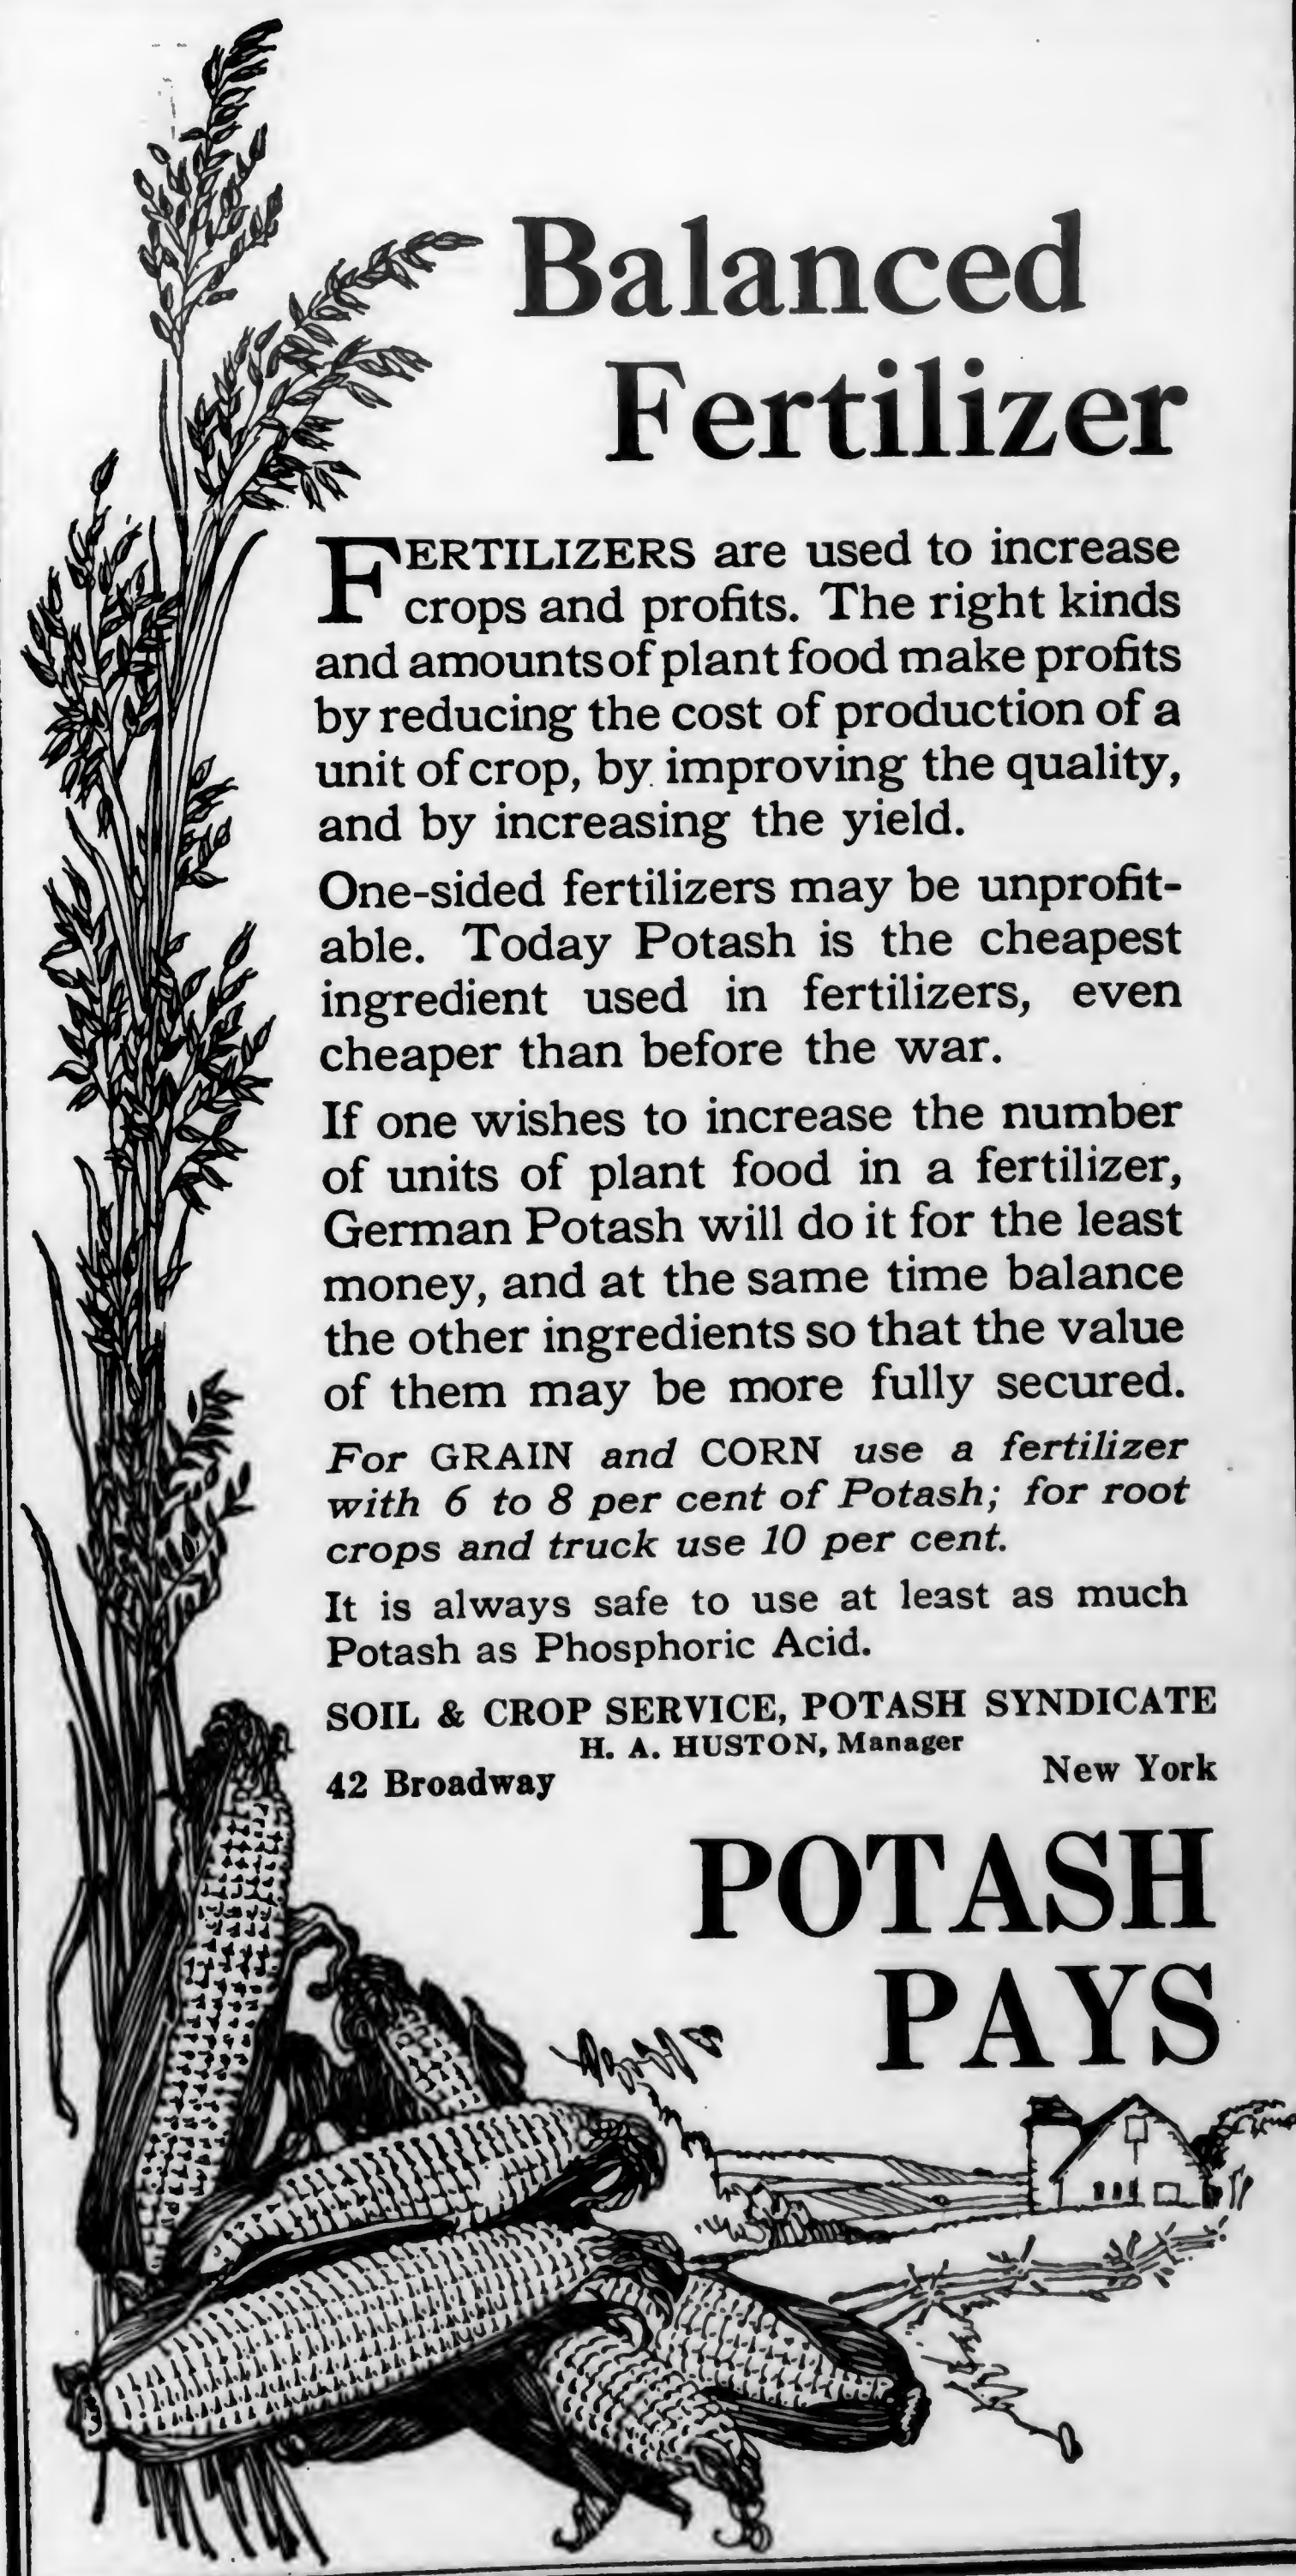 Balanced
Fertilizer
FERTILIZERS are used to increase
crops and profits. The right kinds
and amounts of plant food make profits
by reducing the cost of production of a
unit of crop, by improving the quality,
and by increasing the yield.
One-sided fertilizers may be unprofit-
able. Today Potash is the cheapest
ingredient used in fertilizers, even
cheaper than before the war.
If one wishes to increase the number
of units of plant food in a fertilizer,
German Potash will do it for the least
money, and at the same time balance
the other ingredients so that the value
of them may be more fully secured.
For GRAIN and CORN use a fertilizer
with 6 to 8 per cent of Potash; for root
crops and truck use 10 per cent.
It is always safe to use at least as much
Potash as Phosphoric Acid.
SOIL & CROP SERVICE, POTASH SYNDICATE
H. A. HUSTON, Manager
42 Broadway New York
POTASH
PAYS